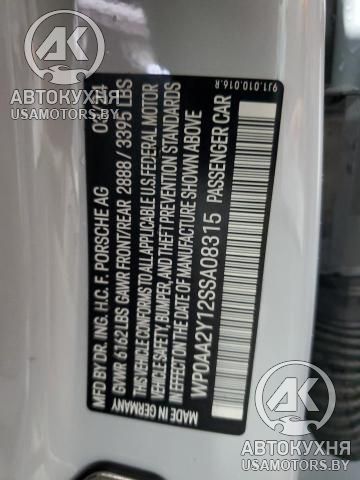 MFD BY DR. ING. H.C. F. PORSCHE AG
GVWR 6162 LBS GAWR FRONT/REAR 2888 / 3395 LBS
THIS VEHICLE CONFORMS TO ALL APPLICABLE U.S. FEDERAL MOTOR
VEHICLE SAFETY, BUMPER, AND THEFT PREVENTION STANDARDS
IN EFFECT ON THE DATE OF MANUFACTURE SHOWN ABOVE
WP0AA2Y12SSA08315 PASSENGER CAR
MADE IN GERMANY
9J1.010.016.R
АВТОКУХНЯ
USAMOTORS.BY
АВТОКУХНЯ
USAMOTORS.BY